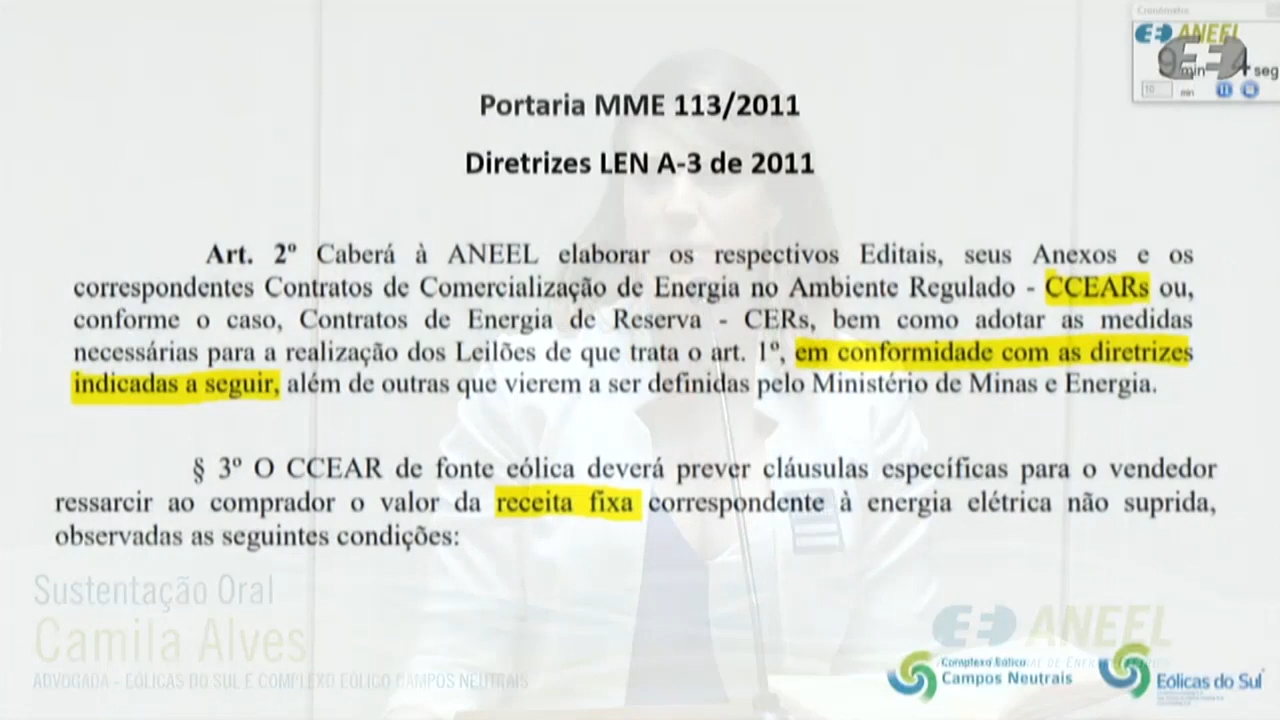 Cronômetro
ANEEL
9 min 4 seg
10 min
Portaria MME 113/2011
Diretrizes LEN A-3 de 2011
Art. 2º Caberá à ANEEL elaborar os respectivos Editais, seus Anexos e os
correspondentes Contratos de Comercialização de Energia no Ambiente Regulado - CCEARs ou,
conforme o caso, Contratos de Energia de Reserva - CERs, bem como adotar as medidas
necessárias para a realização dos Leilões de que trata o art. 1º, em conformidade com as diretrizes
indicadas a seguir, além de outras que vierem a ser definidas pelo Ministério de Minas e Energia.
§ 3º O CCEAR de fonte eólica deverá prever cláusulas específicas para o vendedor
ressarcir ao comprador o valor da receita fixa correspondente à energia elétrica não suprida,
observadas as seguintes condições:
Sustentação Oral
Camila Alves
ADVOGADA - EÓLICAS DO SUL E COMPLEXO EÓLICO CAMPOS NEUTRAIS
ANEEL
Complexo Eólico
Campos Neutrais
Eólicas do Sul